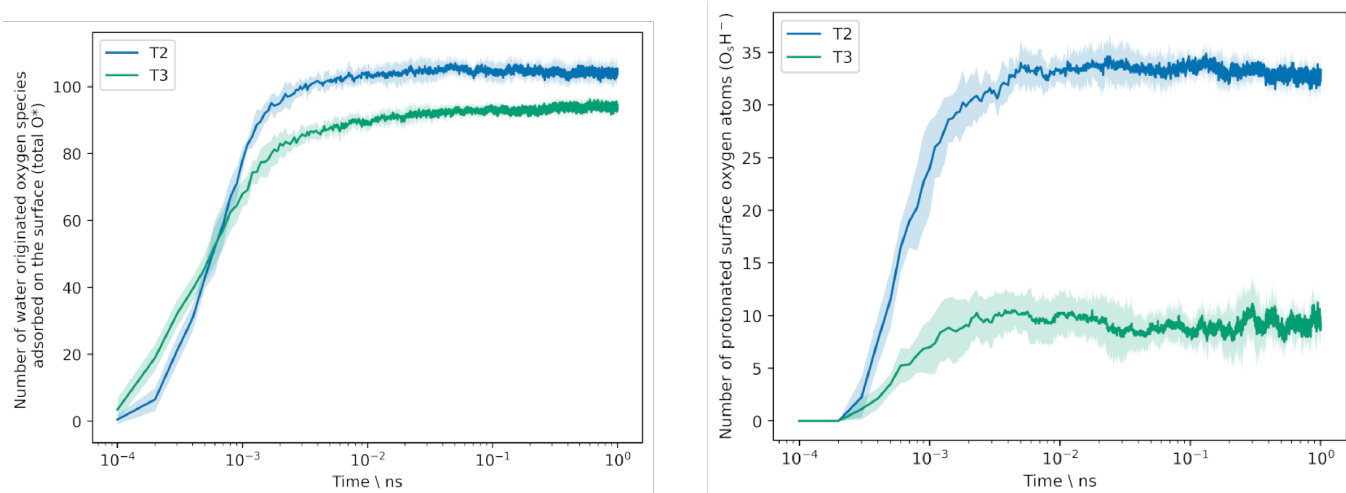 Number of water originated oxygen species
adsorbed on the surface (total O*)
100
80
60
40
20
0
T2
T3
10⁻⁴
10⁻³
10⁻²
10⁻¹
10⁰
Time \ ns
Number of protonated surface oxygen atoms (OₛH⁻)
35
30
25
20
15
10
5
0
T2
T3
10⁻⁴
10⁻³
10⁻²
10⁻¹
10⁰
Time \ ns